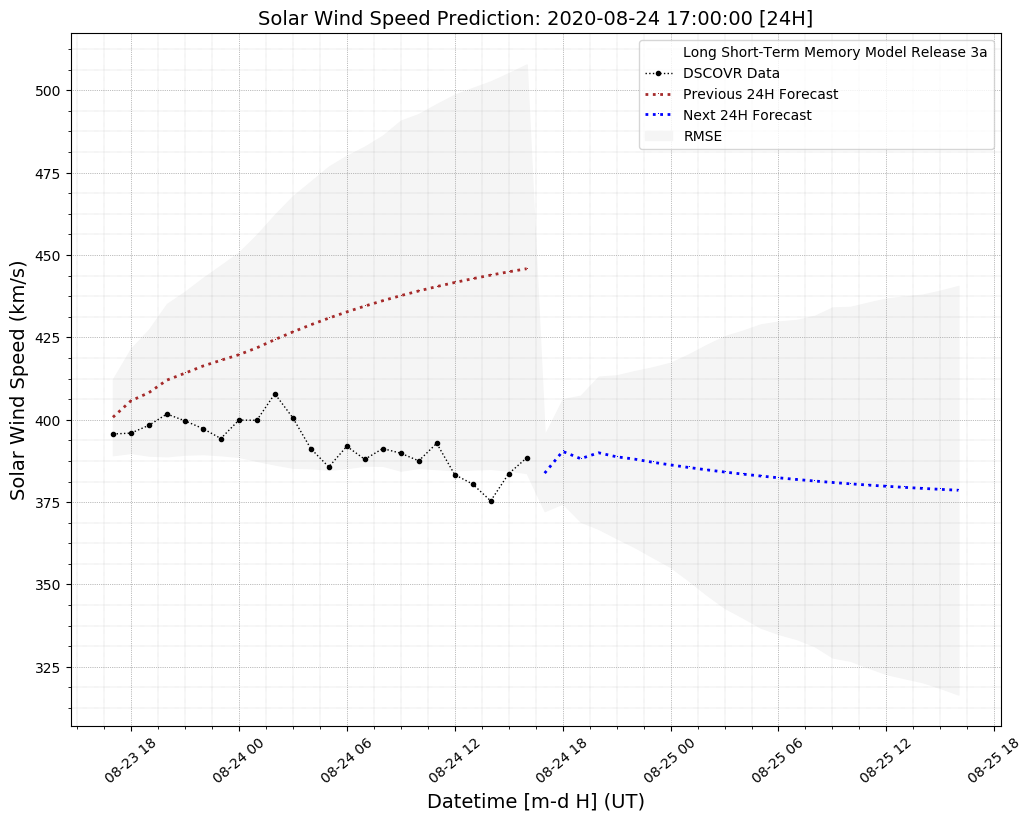 Solar Wind Speed Prediction: 2020-08-24 17:00:00 [24H]
Long Short-Term Memory Model Release 3a
DSCOVR Data
Previous 24H Forecast
Next 24H Forecast
RMSE
Solar Wind Speed (km/s)
500
475
450
425
400
375
350
325
08-23 18
08-24 00
08-24 06
08-24 12
08-24 18
08-25 00
08-25 06
08-25 12
08-25 18
Datetime [m-d H] (UT)